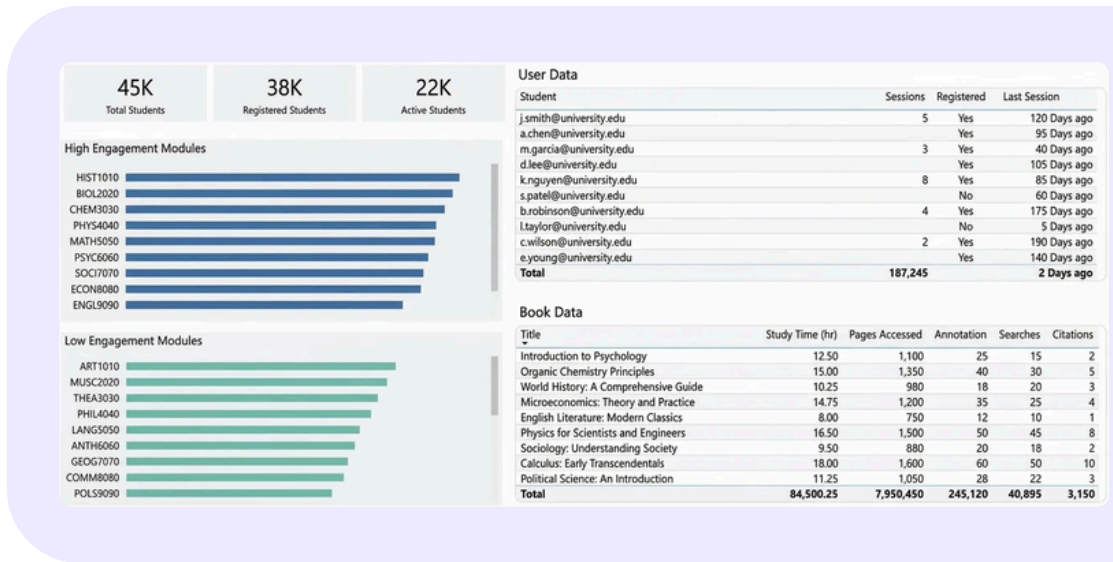 45K
Total Students
38K
Registered Students
22K
Active Students
High Engagement Modules
HIST1010
BIOL2020
CHEM3030
PHYS4040
MATH5050
PSYC6060
SOCI7070
ECON8080
ENGL9090
Low Engagement Modules
ART1010
MUSC2020
THEA3030
PHIL4040
LANG5050
ANTH6060
GEOG7070
COMM8080
POLS9090
User Data
Student Sessions Registered Last Session
j.smith@university.edu 5 Yes 120 Days ago
a.chen@university.edu Yes 95 Days ago
m.garcia@university.edu 3 Yes 40 Days ago
d.lee@university.edu Yes 105 Days ago
k.nguyen@university.edu 8 Yes 85 Days ago
s.patel@university.edu No 60 Days ago
b.robinson@university.edu 4 Yes 175 Days ago
l.taylor@university.edu No 5 Days ago
c.wilson@university.edu 2 Yes 190 Days ago
e.young@university.edu Yes 140 Days ago
Total 187,245 2 Days ago
Book Data
Title Study Time (hr) Pages Accessed Annotation Searches Citations
Introduction to Psychology 12.50 1,100 25 15 2
Organic Chemistry Principles 15.00 1,350 40 30 5
World History: A Comprehensive Guide 10.25 980 18 20 3
Microeconomics: Theory and Practice 14.75 1,200 35 25 4
English Literature: Modern Classics 8.00 750 12 10 1
Physics for Scientists and Engineers 16.50 1,500 50 45 8
Sociology: Understanding Society 9.50 880 20 18 2
Calculus: Early Transcendentals 18.00 1,600 60 50 10
Political Science: An Introduction 11.25 1,050 28 22 3
Total 84,500.25 7,950,450 245,120 40,895 3,150